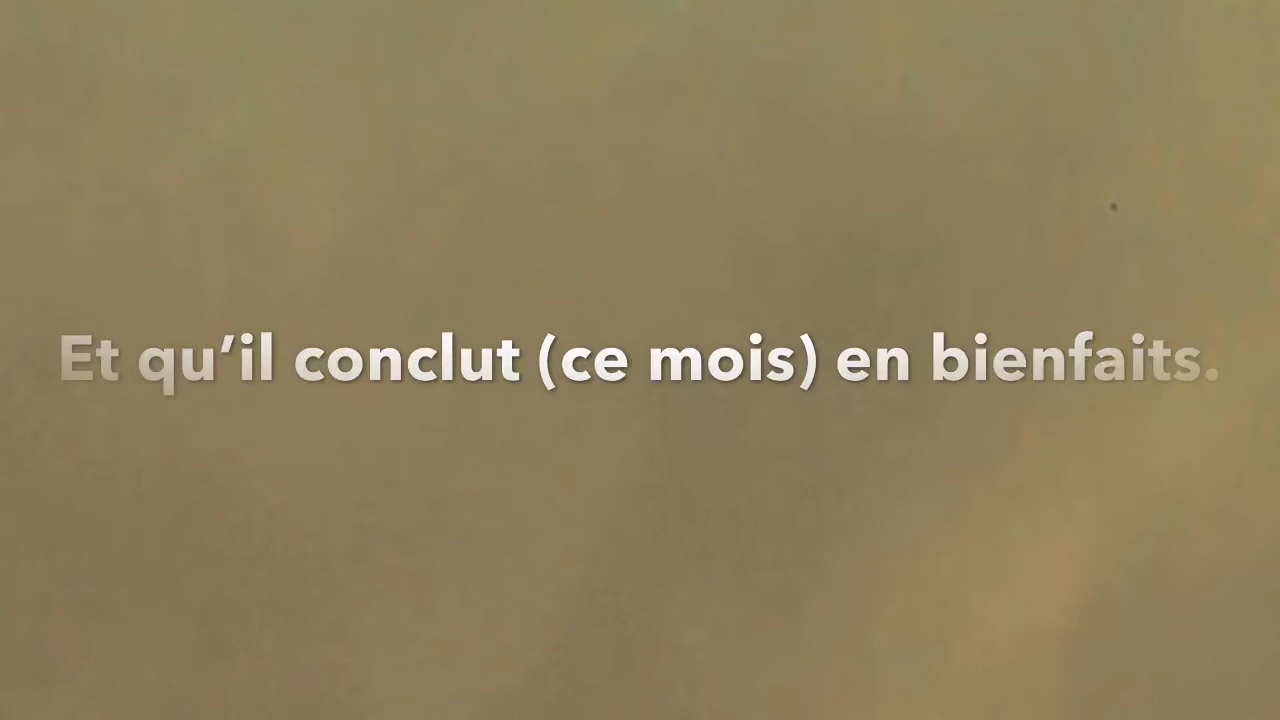 Et qu’il conclut (ce mois) en bienfaits.